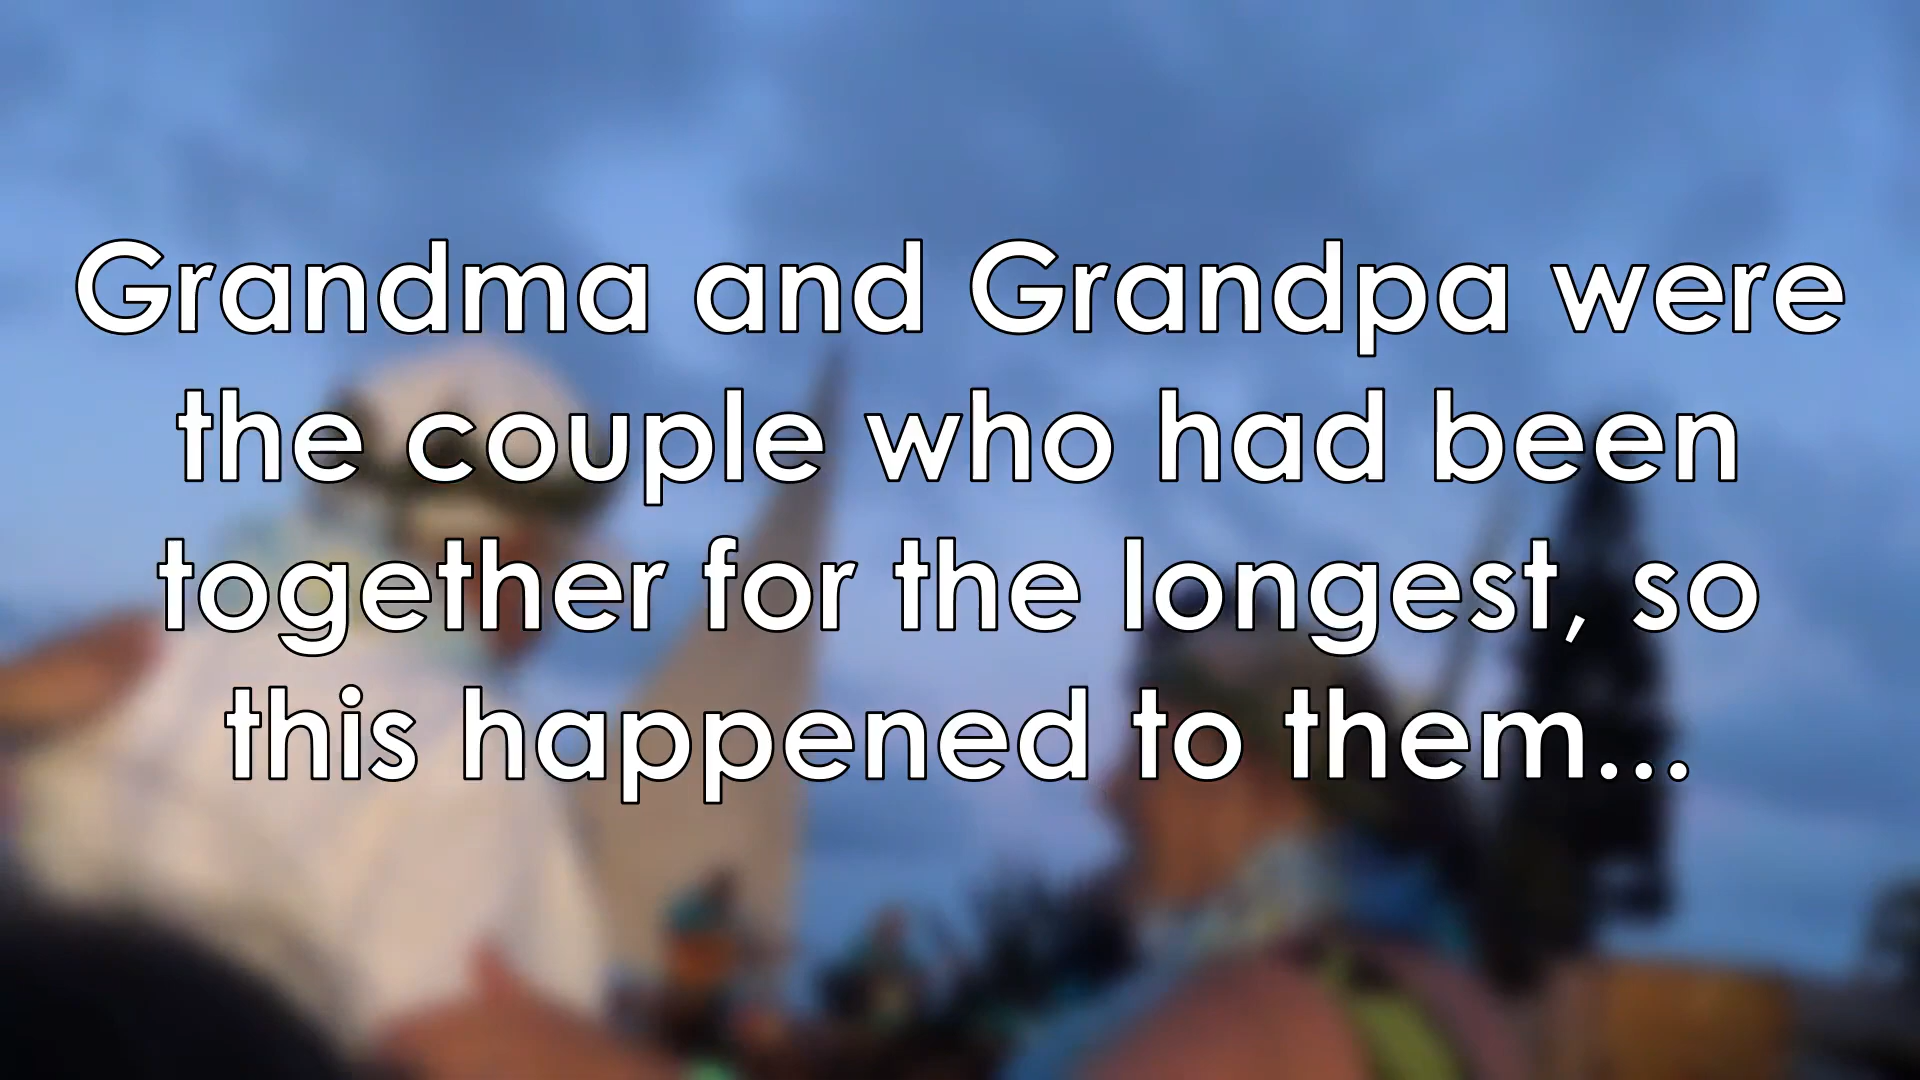 Grandma and Grandpa were
the couple who had been
together for the longest, so
this happened to them...